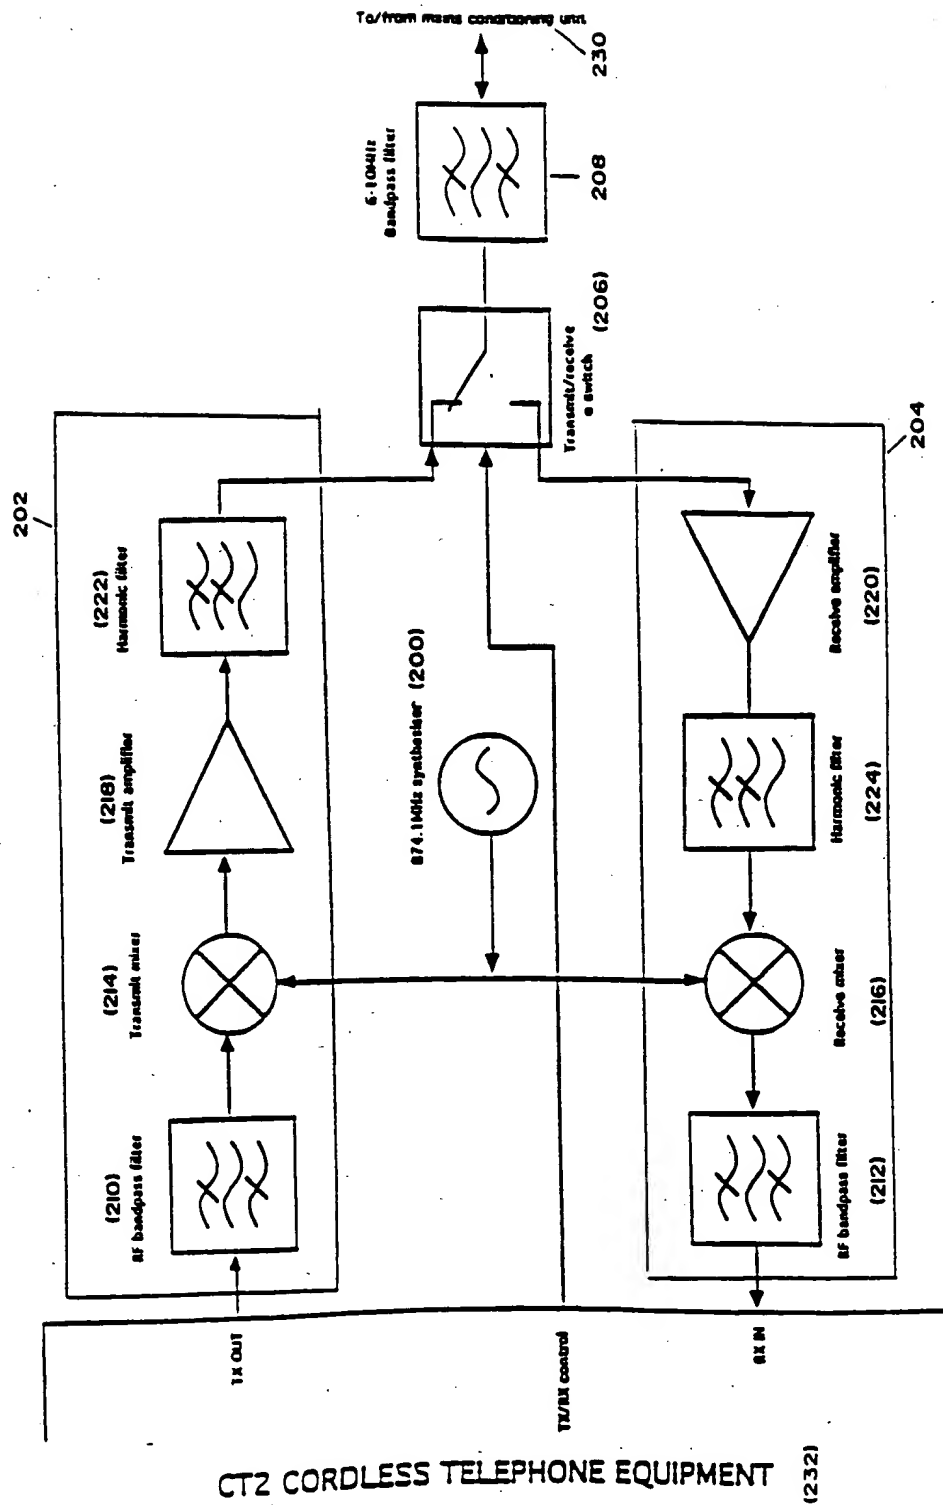 To/from mains conditioning unit
230
6-10MHz
Bandpass filter
208
Transmit/receive
e switch
(206)
202
(222)
Harmonic filter
(218)
Transmit amplifier
(214)
Transmit mixer
(210)
RF bandpass filter
874.1MHz synthesiser (200)
204
Receive amplifier
(220)
Harmonic filter
(224)
Receive mixer
(216)
RF bandpass filter
(212)
TX OUT
TX/RX control
RX IN
CT2 CORDLESS TELEPHONE EQUIPMENT
(232)